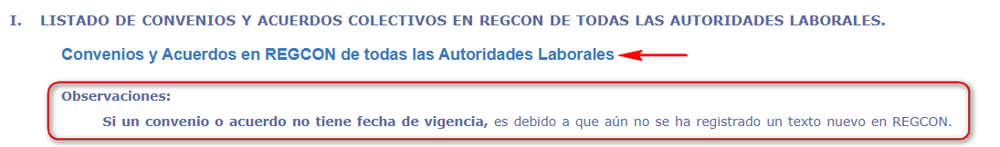 I. LISTADO DE CONVENIOS Y ACUERDOS COLECTIVOS EN REGCON DE TODAS LAS AUTORIDADES LABORALES.
Convenios y Acuerdos en REGCON de todas las Autoridades Laborales
Observaciones:
Si un convenio o acuerdo no tiene fecha de vigencia, es debido a que aún no se ha registrado un texto nuevo en REGCON.